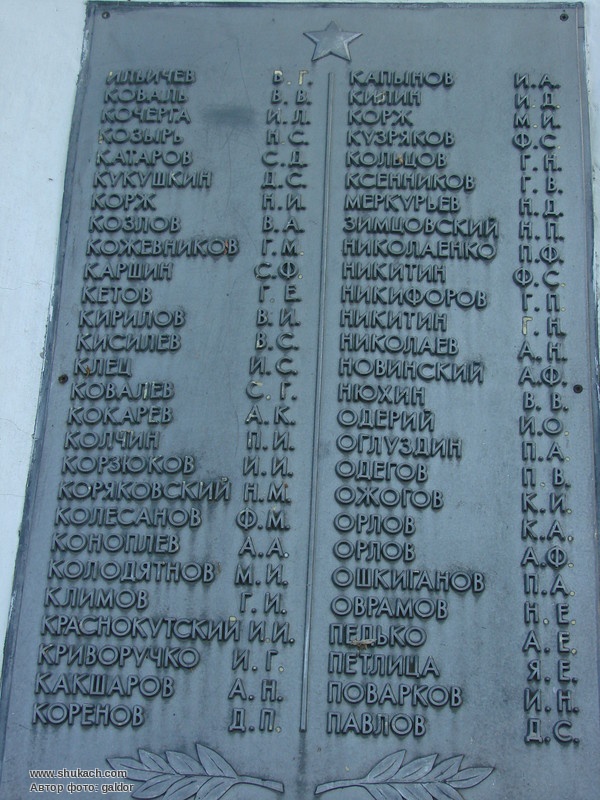 ИЛЬИЧЕВ В.Г.
КОВАЛЬ В.В.
КОЧЕРГА И.Л.
КОЗЫРЬ Н.С.
КАТАРОВ С.Д.
КУКУШКИН Д.С.
КОРЖ Н.И.
КОЗЛОВ В.А.
КОЖЕВНИКОВ Г.М.
КАРШИН С.Ф.
КЕТОВ Г.Е.
КИРИЛОВ В.И.
КИСИЛЕВ В.С.
КЛЕЦ И.С.
КОВАЛЕВ С.Г.
КОКАРЕВ А.К.
КОЛЧИН П.И.
КОРЗЮКОВ И.И.
КОРЯКОВСКИЙ Н.М.
КОЛЕСАНОВ Ф.М.
КОНОПЛЕВ А.А.
КОЛОДЯТНОВ М.И.
КЛИМОВ Г.И.
КРАСНОКУТСКИЙ И.И.
КРИВОРУЧКО И.Г.
КАКШАРОВ А.Н.
КОРЕНОВ Д.П.
КАПЫНОВ И.А.
КИЛИН И.Д.
КОРЖ М.И.
КУЗРЯКОВ Ф.С.
КОЛЬЦОВ Г.Н.
КСЕННИКОВ Г.В.
МЕРКУРЬЕВ Н.Д.
ЗИМЦОВСКИЙ Н.П.
НИКОЛАЕНКО П.Ф.
НИКИТИН Ф.С.
НИКИФОРОВ Г.П.
НИКИТИН Г.Н.
НИКОЛАЕВ А.Н.
НОВИНСКИЙ А.Ф.
НЮХИН В.В.
ОДЕРИЙ И.О.
ОГЛУЗДИН П.А.
ОДЕГОВ П.В.
ОЖОГОВ К.И.
ОРЛОВ К.А.
ОРЛОВ А.Ф.
ОШКИГАНОВ П.А.
ОВРАМОВ Н.Е.
ПЕДЬКО А.Е.
ПЕТЛИЦА Я.Е.
ПОВАРКОВ И.Н.
ПАВЛОВ Д.С.
www.shukach.com
Автор фото: galdor